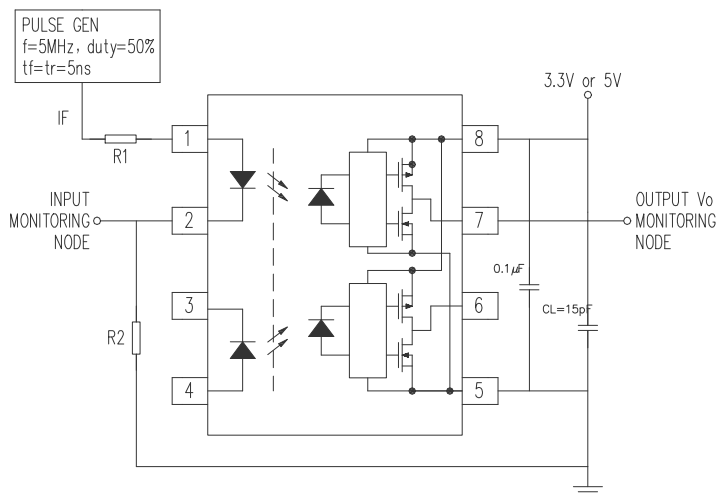 PULSE GEN
f=5MHz, duty=50%
tf=tr=5ns
3.3V or 5V
IF
R1
1
8
INPUT
MONITORING
NODE
2
7
OUTPUT Vo
MONITORING
NODE
0.1µF
3
6
CL=15pF
R2
4
5